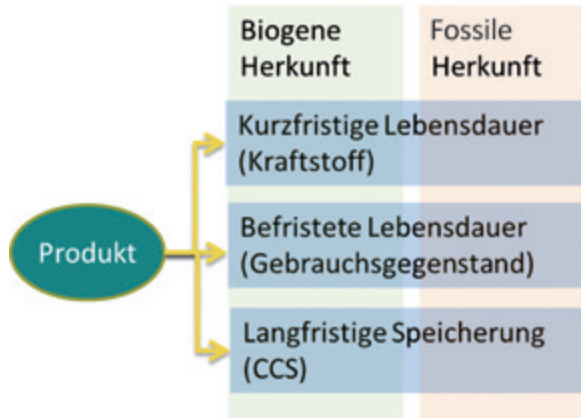 Biogene
Herkunft
Fossile
Herkunft
Kurzfristige Lebensdauer
(Kraftstoff)
Produkt
Befristete Lebensdauer
(Gebrauchsgegenstand)
Langfristige Speicherung
(CCS)